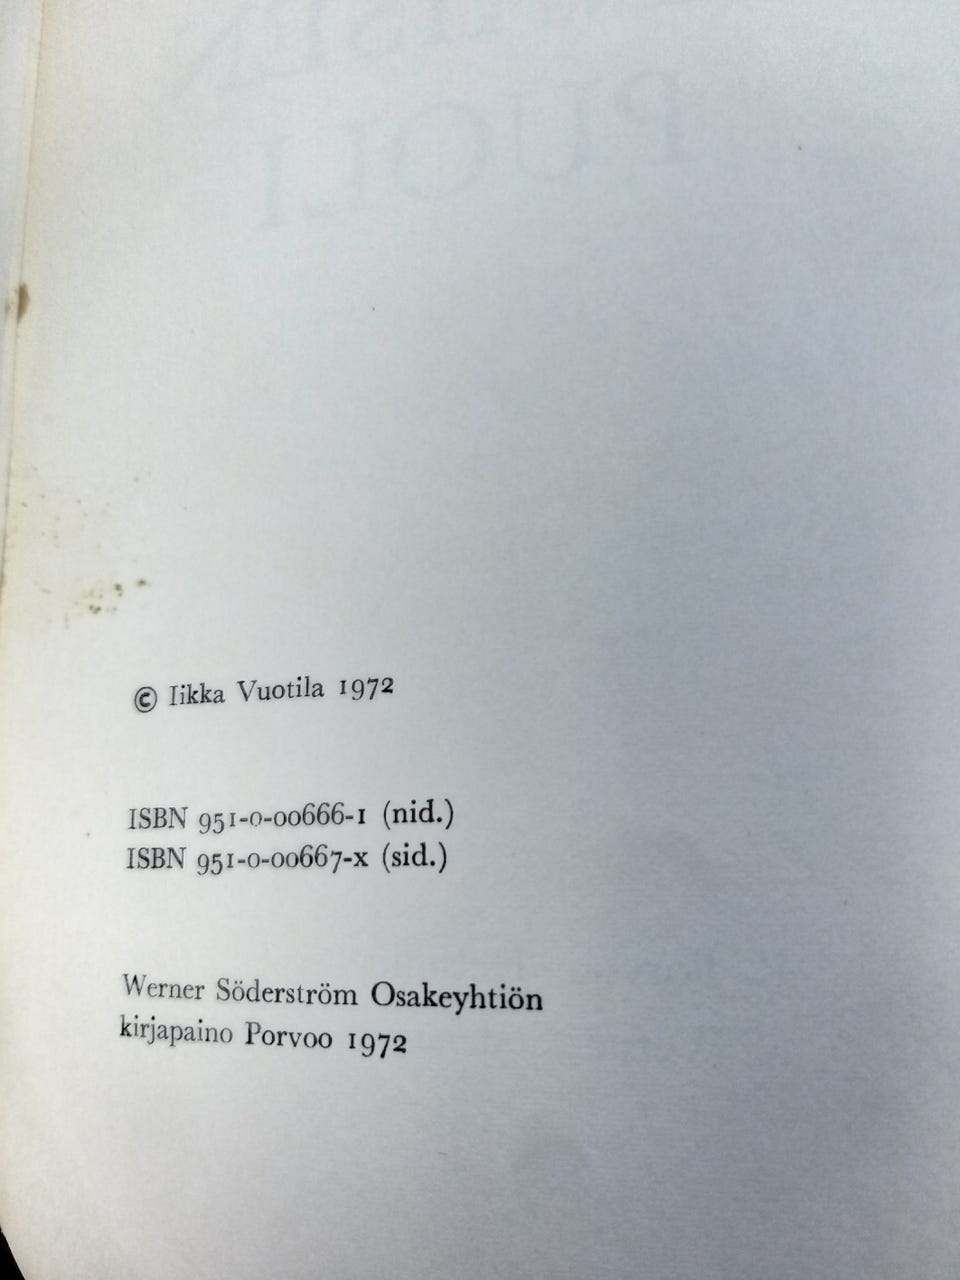 PUOLI
© Iikka Vuotila 1972
ISBN 951-0-00666-1 (nid.)
ISBN 951-0-00667-x (sid.)
Werner Söderström Osakeyhtiön
kirjapaino Porvoo 1972